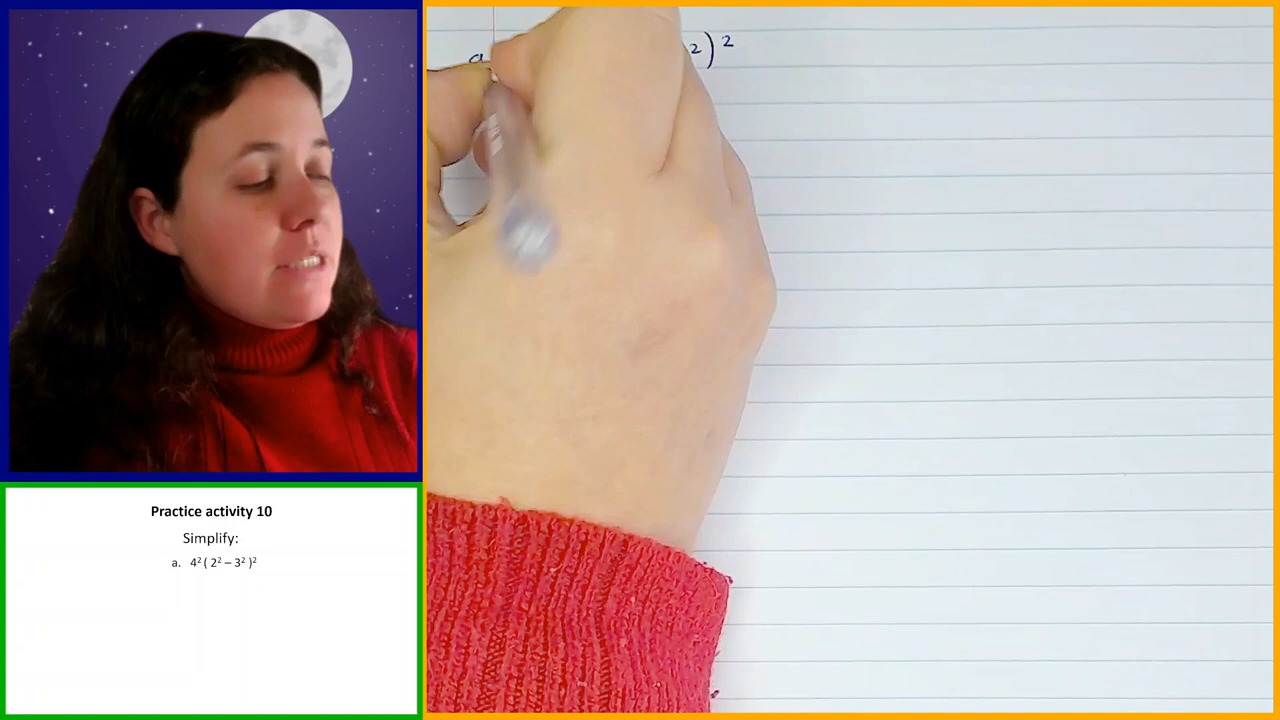 a. 2)²
Practice activity 10
Simplify:
a. 4² ( 2² – 3² )²